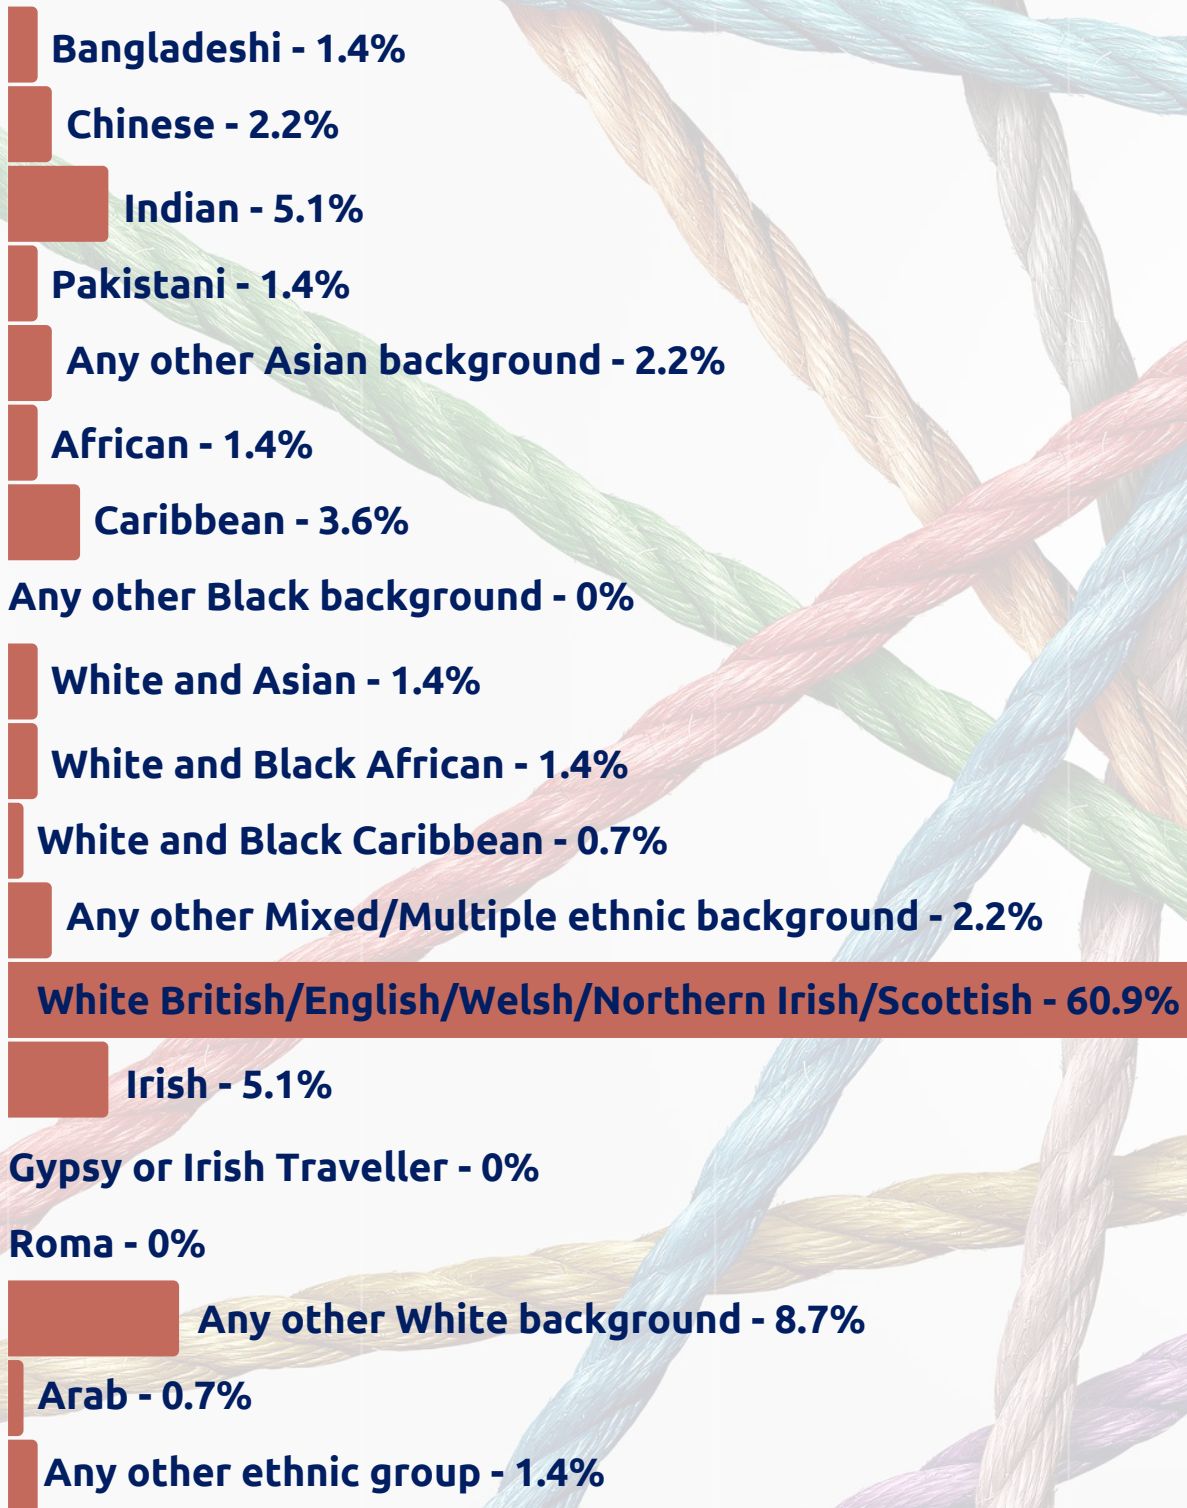 Bangladeshi - 1.4%
Chinese - 2.2%
Indian - 5.1%
Pakistani - 1.4%
Any other Asian background - 2.2%
African - 1.4%
Caribbean - 3.6%
Any other Black background - 0%
White and Asian - 1.4%
White and Black African - 1.4%
White and Black Caribbean - 0.7%
Any other Mixed/Multiple ethnic background - 2.2%
White British/English/Welsh/Northern Irish/Scottish - 60.9%
Irish - 5.1%
Gypsy or Irish Traveller - 0%
Roma - 0%
Any other White background - 8.7%
Arab - 0.7%
Any other ethnic group - 1.4%